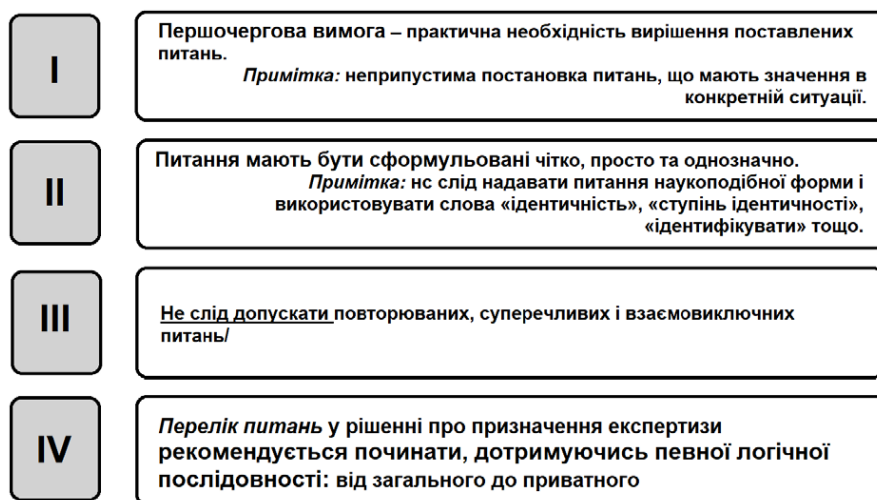 I
Першочергова вимога – практична необхідність вирішення поставлених
питань.
Примітка: неприпустима постановка питань, що мають значення в
конкретній ситуації.
II
Питання мають бути сформульовані чітко, просто та однозначно.
Примітка: нс слід надавати питання наукоподібної форми і
використовувати слова «ідентичність», «ступінь ідентичності»,
«ідентифікувати» тощо.
III
Не слід допускати повторюваних, суперечливих і взаємовиключних
питань/
IV
Перелік питань у рішенні про призначення експертизи
рекомендується починати, дотримуючись певної логічної
послідовності: від загального до приватного